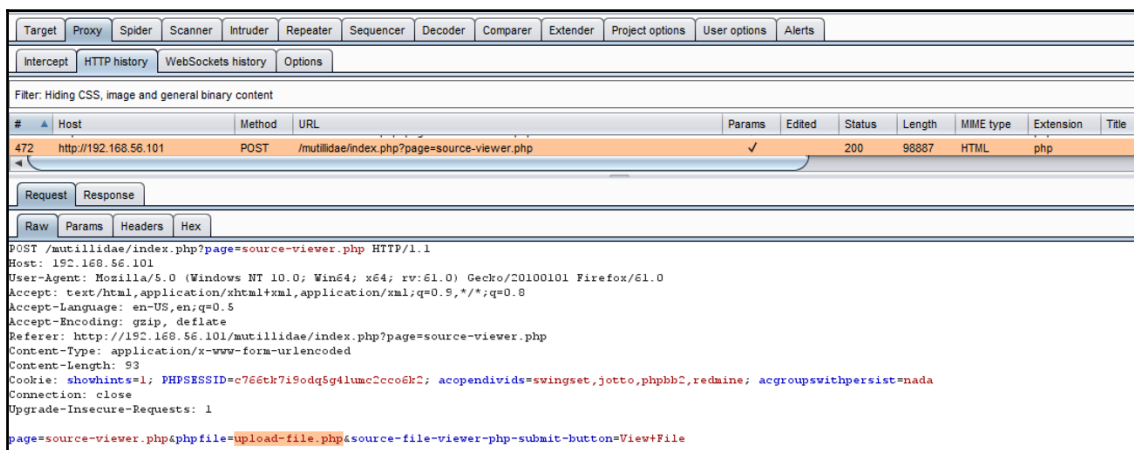 Target Proxy Spider Scanner Intruder Repeater Sequencer Decoder Comparer Extender Project options User options Alerts
Intercept HTTP history WebSockets history Options
Filter: Hiding CSS, image and general binary content
# Host Method URL Params Edited Status Length MIME type Extension Title
472 http://192.168.56.101 POST /mutillidae/index.php?page=source-viewer.php ✓ 200 98887 HTML php
Request Response
Raw Params Headers Hex
POST /mutillidae/index.php?page=source-viewer.php HTTP/1.1
Host: 192.168.56.101
User-Agent: Mozilla/5.0 (Windows NT 10.0; Win64; x64; rv:61.0) Gecko/20100101 Firefox/61.0
Accept: text/html,application/xhtml+xml,application/xml;q=0.9,*/*;q=0.8
Accept-Language: en-US,en;q=0.5
Accept-Encoding: gzip, deflate
Referer: http://192.168.56.101/mutillidae/index.php?page=source-viewer.php
Content-Type: application/x-www-form-urlencoded
Content-Length: 93
Cookie: showhints=1; PHPSESSID=c766tk7i9odq5g4lumc2cco6k2; acopendivids=swingset,jotto,phpbb2,redmine; acgroupswithpersist=nada
Connection: close
Upgrade-Insecure-Requests: 1
page=source-viewer.php&phpfile=upload-file.php&source-file-viewer-php-submit-button=View+File